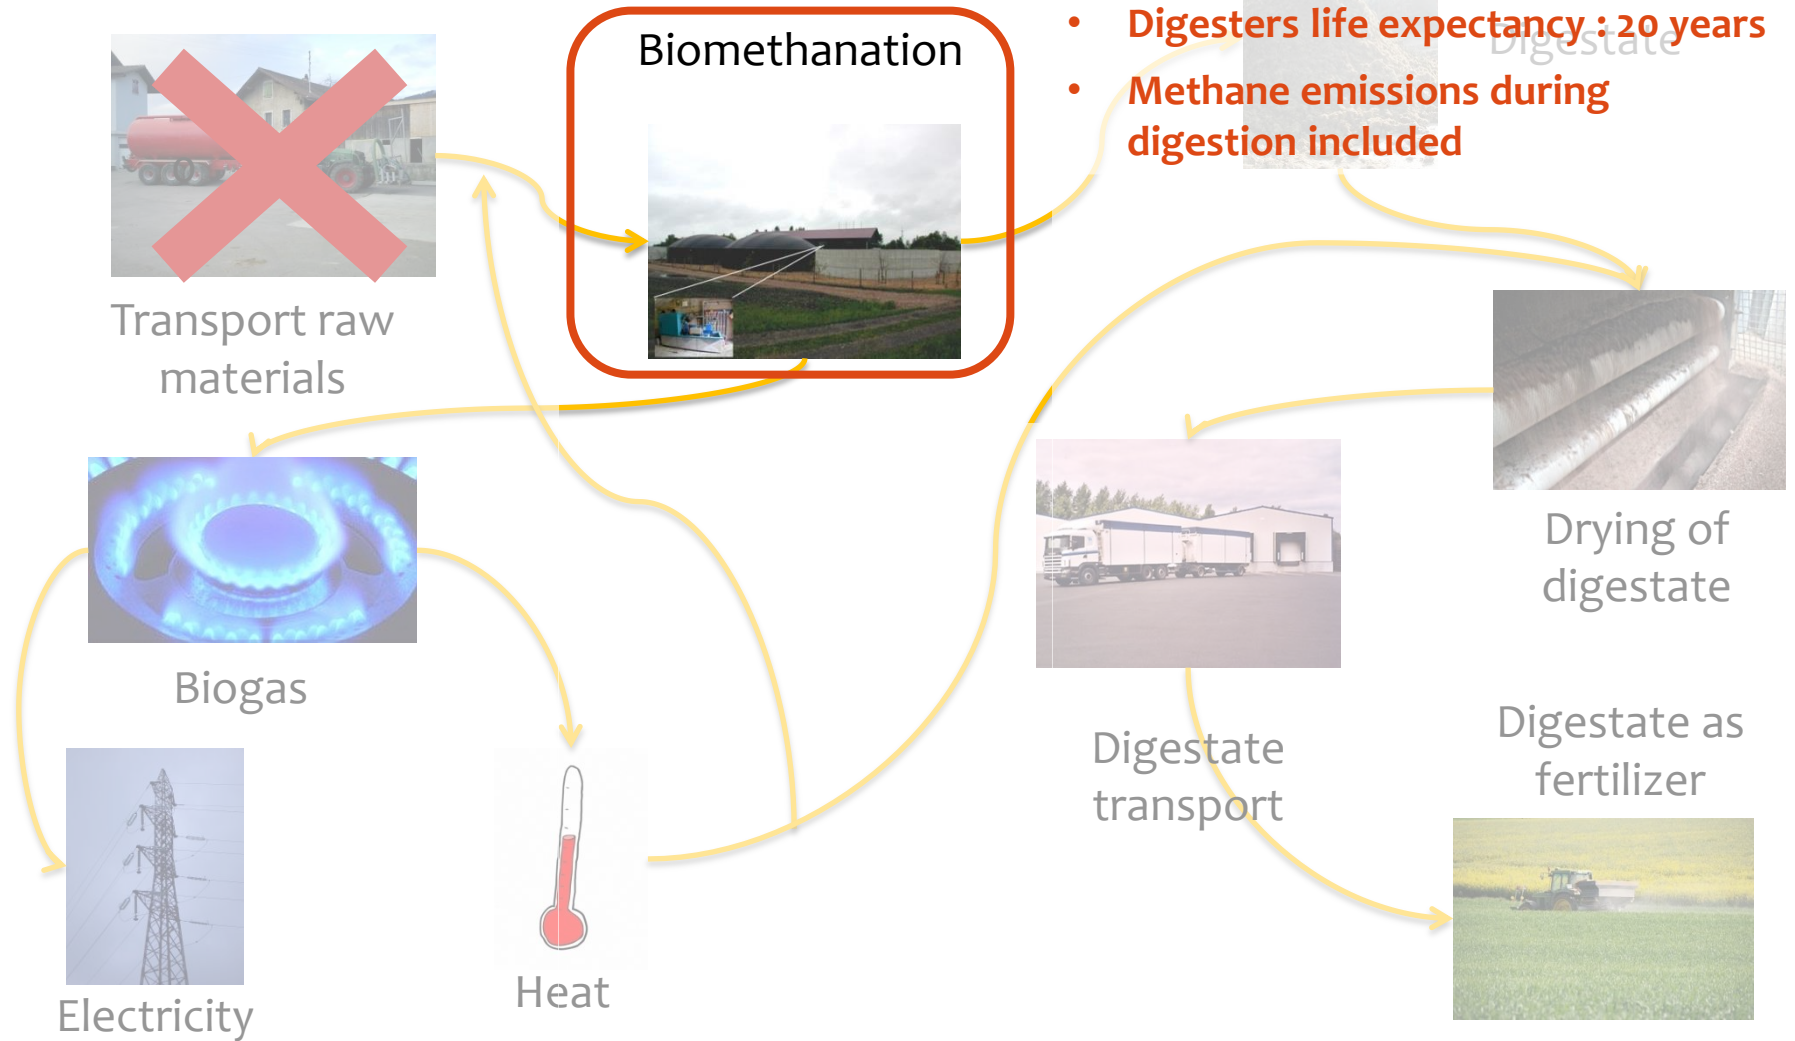 Biomethanation
• Digesters life expectancy : 20 years
Digestate
• Methane emissions during
digestion included
Transport raw
materials
Drying of
digestate
Biogas
Digestate
transport
Digestate as
fertilizer
Electricity
Heat